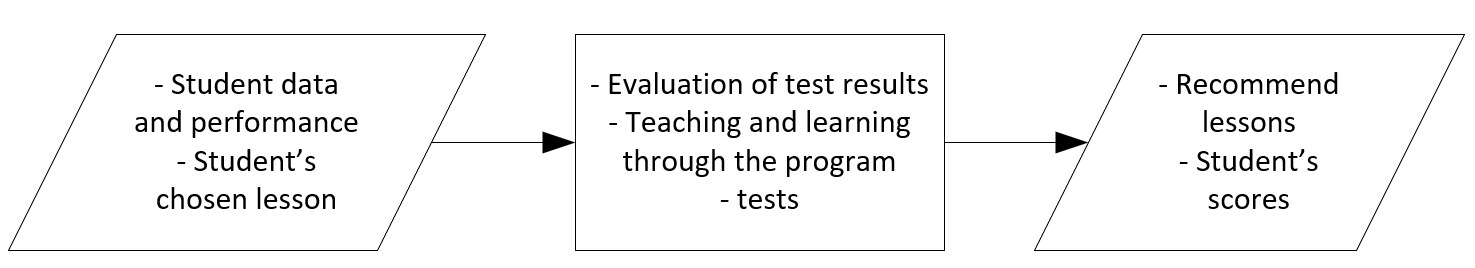 - Student data
and performance
- Student’s
chosen lesson
- Evaluation of test results
- Teaching and learning
through the program
- tests
- Recommend
lessons
- Student’s
scores